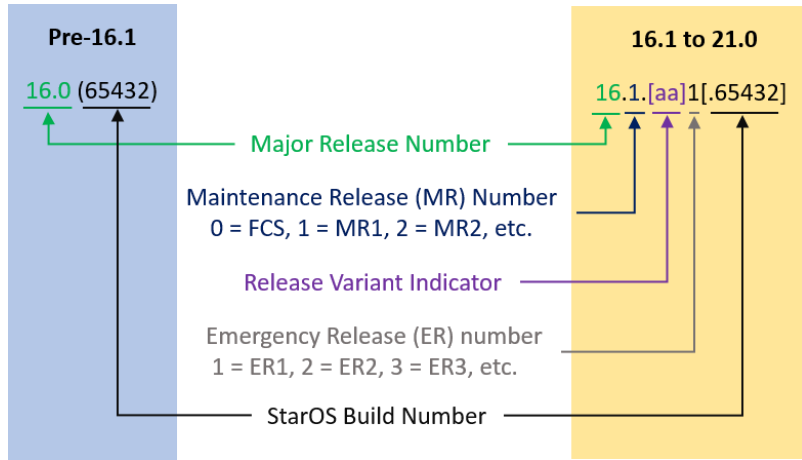 Pre-16.1
16.1 to 21.0
16.0 (65432)
16.1.[aa]1[.65432]
Major Release Number
Maintenance Release (MR) Number
0 = FCS, 1 = MR1, 2 = MR2, etc.
Release Variant Indicator
Emergency Release (ER) number
1 = ER1, 2 = ER2, 3 = ER3, etc.
StarOS Build Number